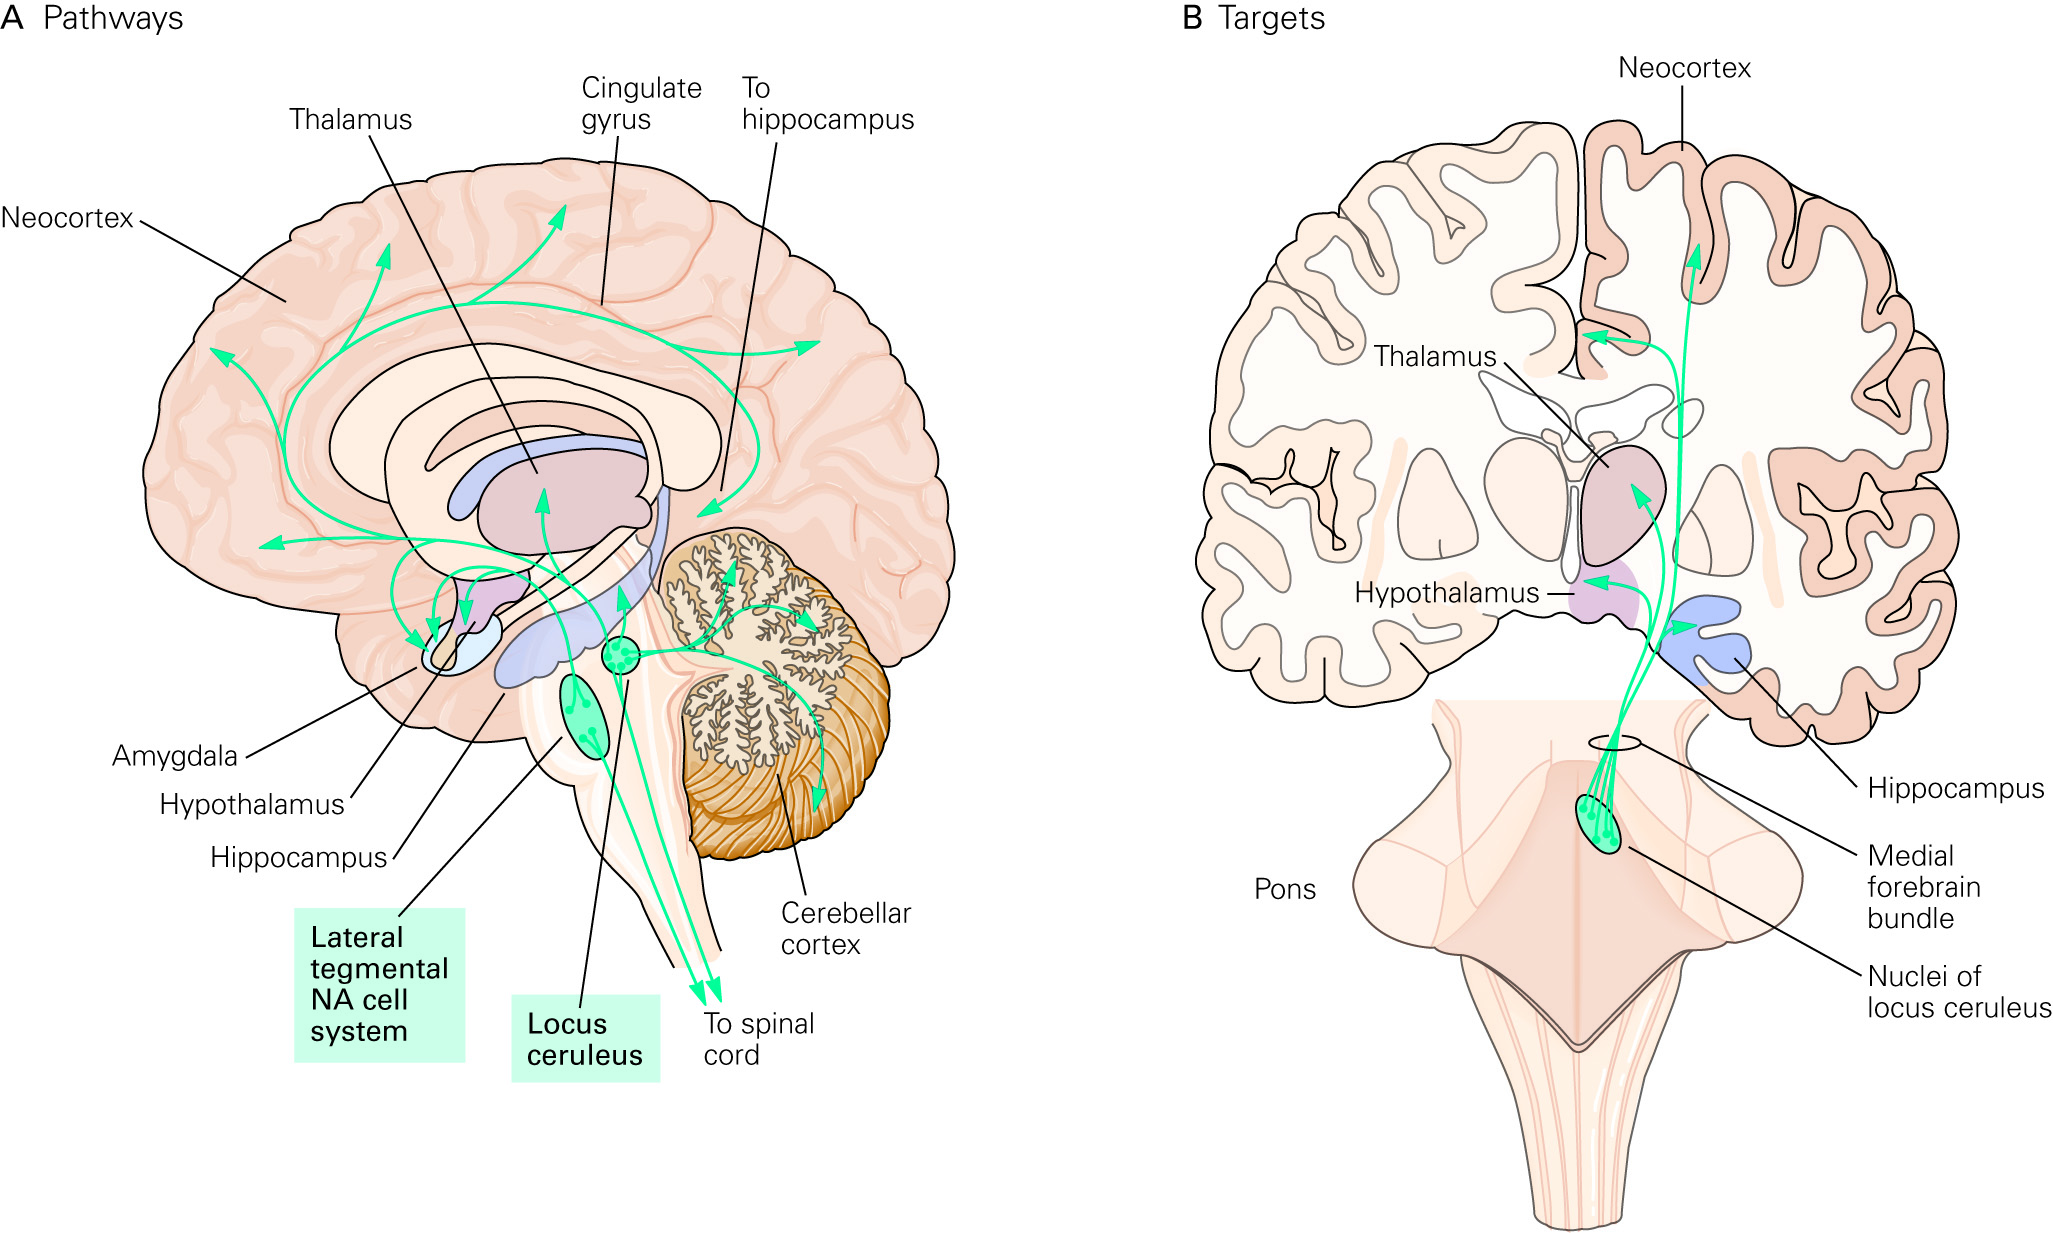 A Pathways
Cingulate
gyrus
To
hippocampus
Thalamus
Neocortex
Amygdala
Hypothalamus
Hippocampus
Lateral
tegmental
NA cell
system
Locus
ceruleus
To spinal
cord
Cerebellar
cortex
B Targets
Neocortex
Thalamus
Hypothalamus
Hippocampus
Medial
forebrain
bundle
Pons
Nuclei of
locus ceruleus